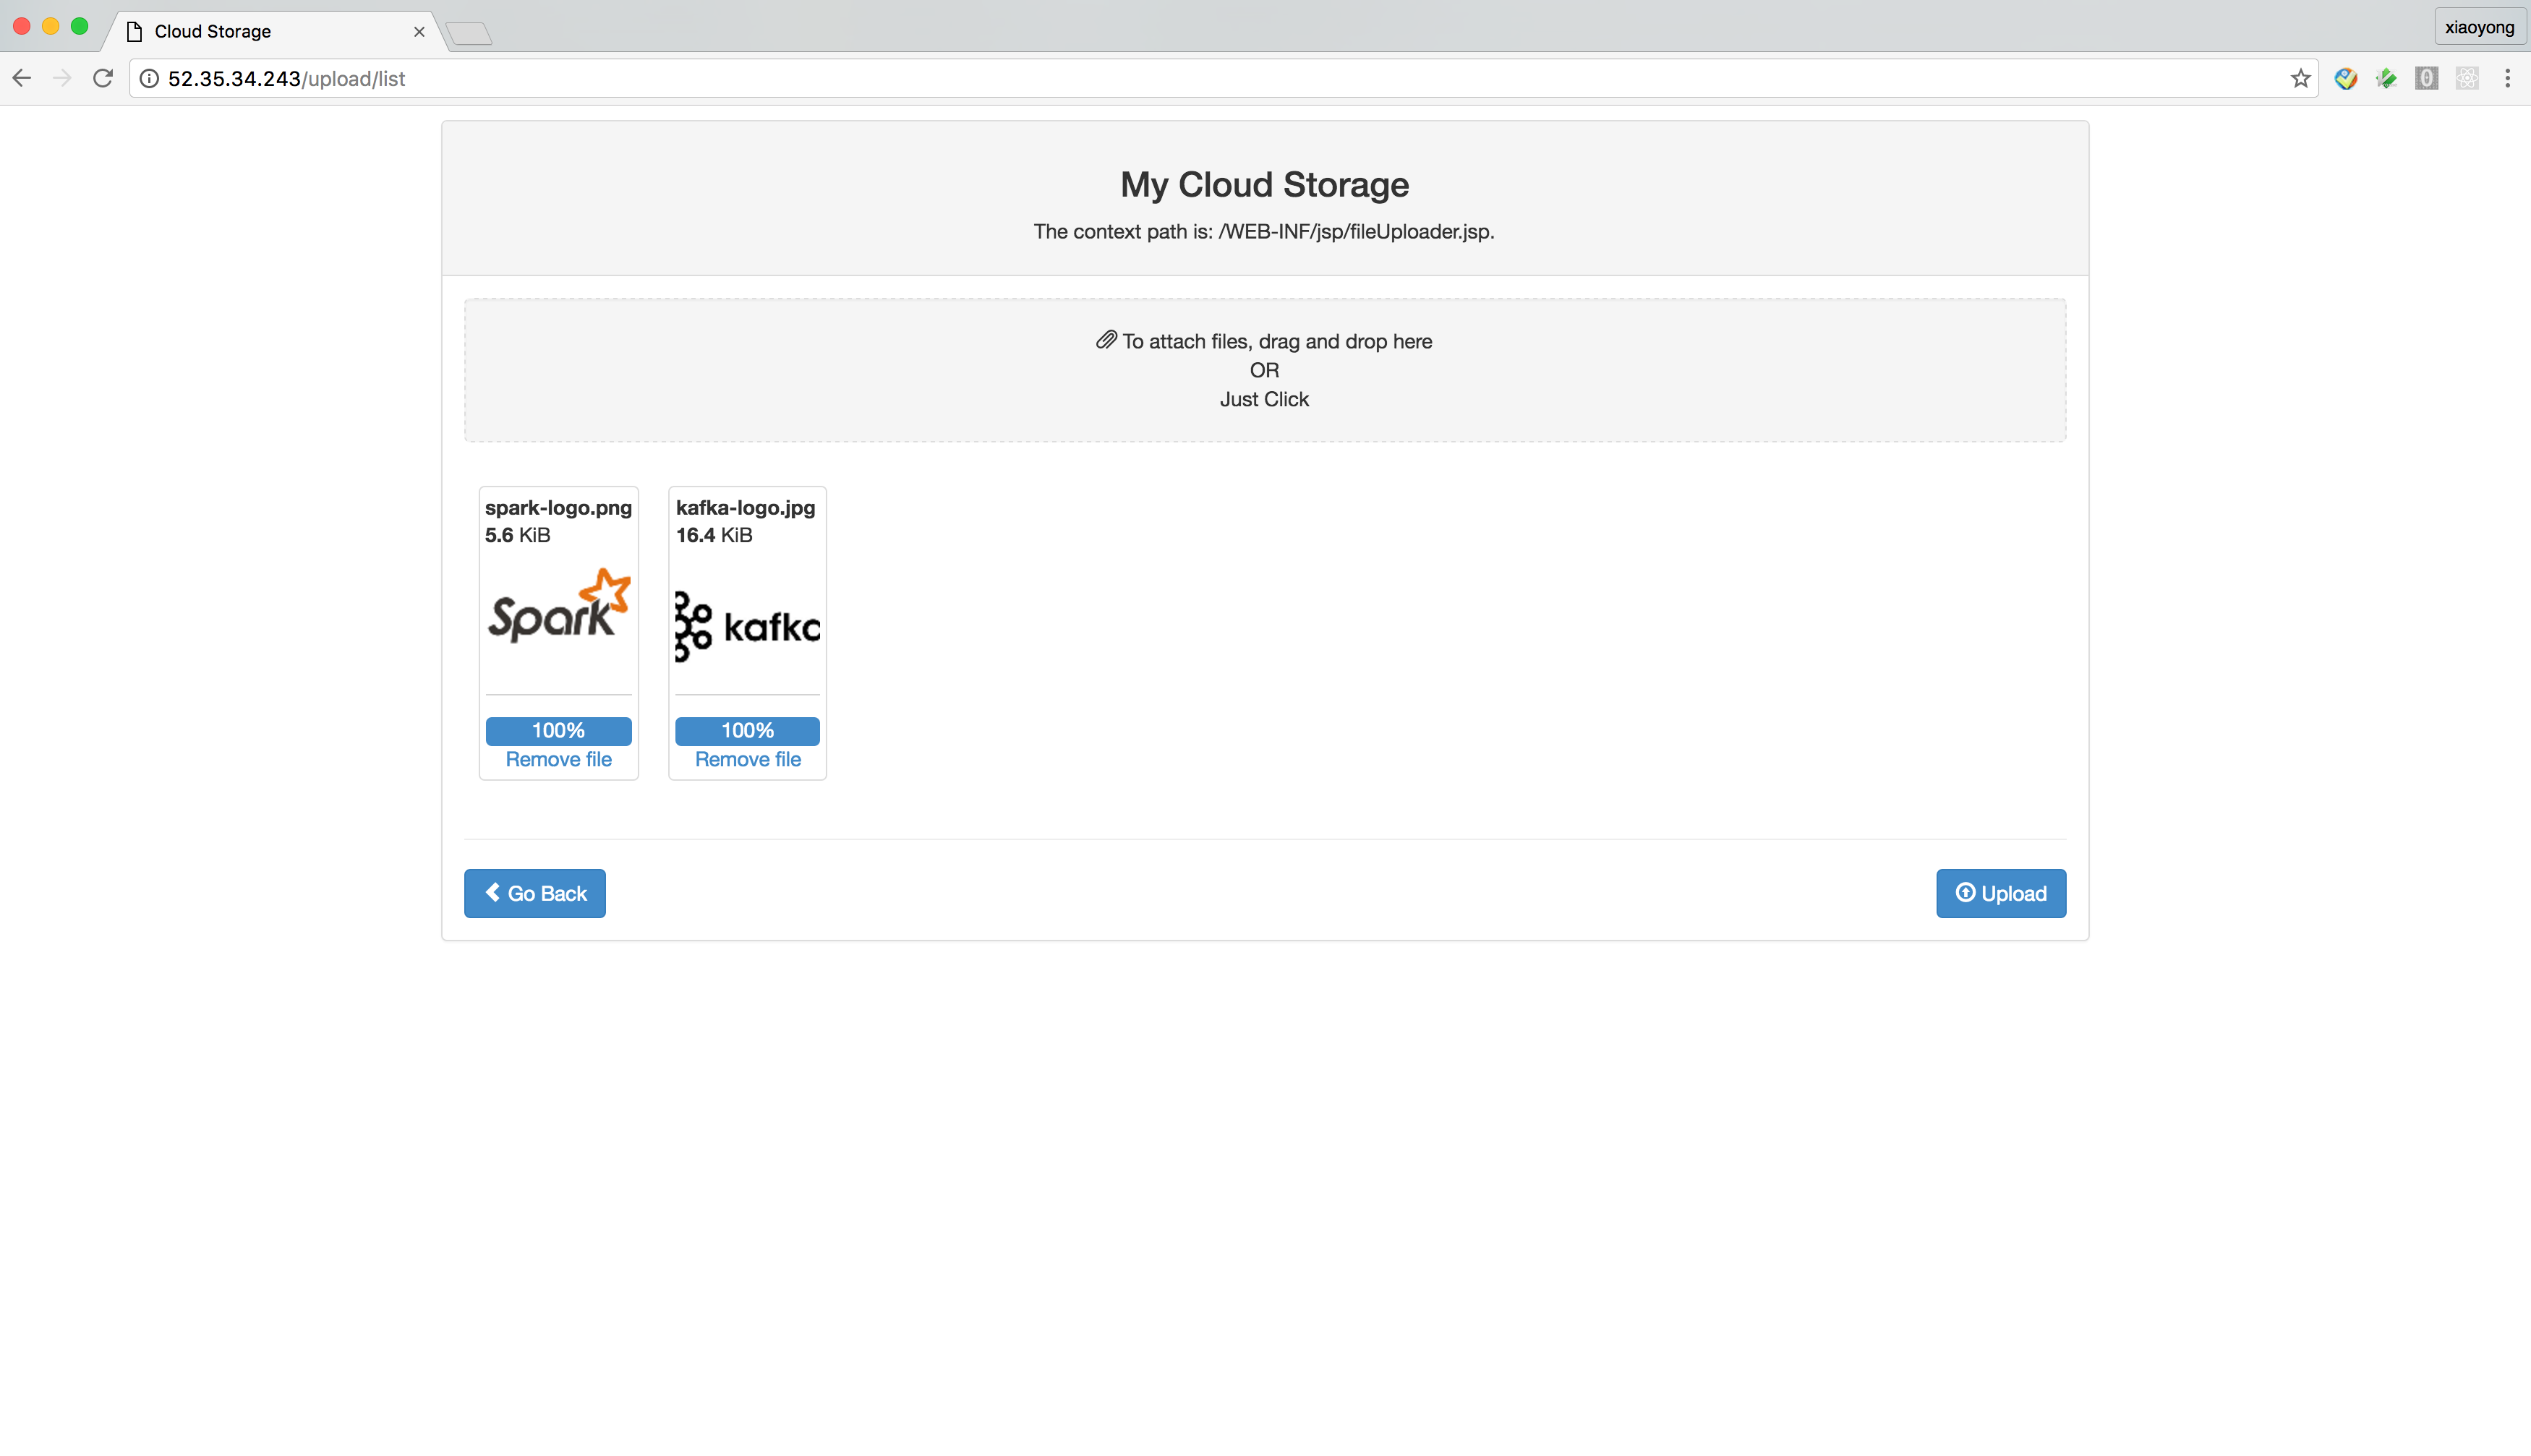 Cloud Storage
xiaoyong
52.35.34.243/upload/list
My Cloud Storage
The context path is: /WEB-INF/jsp/fileUploader.jsp.
To attach files, drag and drop here
OR
Just Click
spark-logo.png
5.6 KiB
Spark
100%
Remove file
kafka-logo.jpg
16.4 KiB
kafka
100%
Remove file
Go Back
Upload